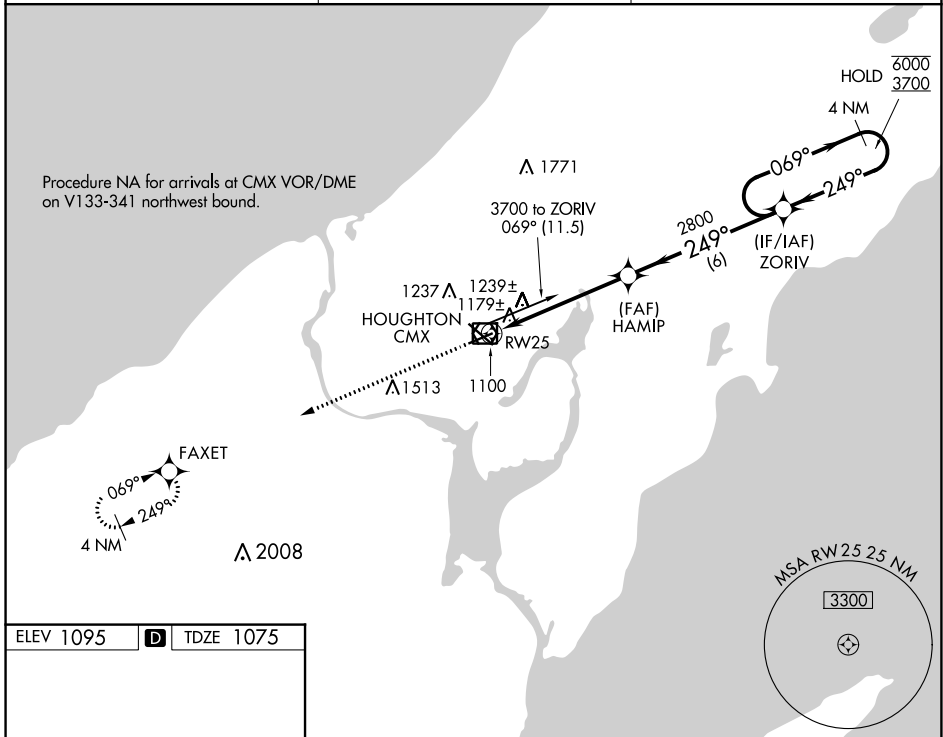 HOLD 6000
3700
4 NM
069°
249°
Procedure NA for arrivals at CMX VOR/DME
on V133-341 northwest bound.
1771
3700 to ZORIV
069° (11.5)
2800
249°
(6)
(IF/IAF)
ZORIV
(FAF)
HAMIP
1237
1239±
1179±
HOUGHTON
CMX
RW25
1513
1100
FAXET
069°
249°
4 NM
2008
MSA RW25 25 NM
3300
ELEV 1095 D TDZE 1075